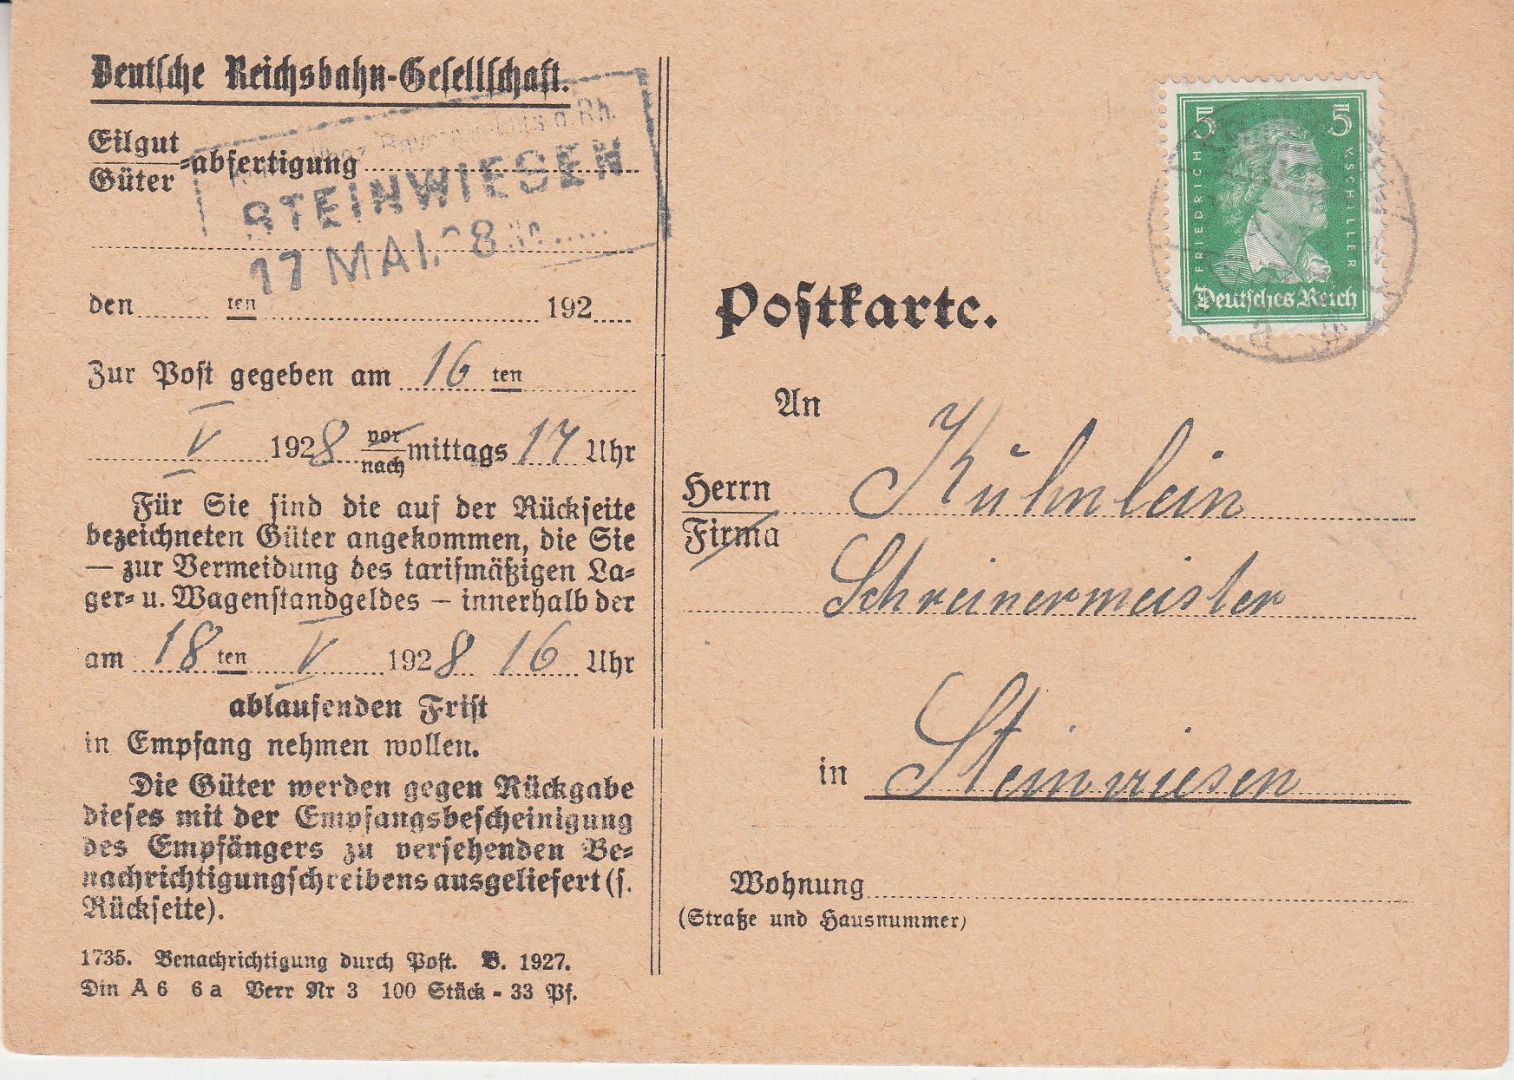 Deutsche Reichsbahn-Gesellschaft.
Eilgut
Güter
=abfertigung
Bayern rechts d. Rh.
STEINWIESEN
17 MAI. 8
den ten 192
Zur Post gegeben am 16 ten
V 1928 vor mittags 17 Uhr
nach
Für Sie sind die auf der Rückseite
bezeichneten Güter angekommen, die Sie
— zur Vermeidung des tarifmäßigen La=
ger= u. Wagenstandgeldes — innerhalb der
am 18 ten V 1928 16 Uhr
ablaufenden Frist
in Empfang nehmen wollen.
Die Güter werden gegen Rückgabe
dieses mit der Empfangsbescheinigung
des Empfängers zu versehenden Be=
nachrichtigungschreibens ausgeliefert (s.
Rückseite).
1735. Benachrichtigung durch Post. B. 1927.
Din A 6 6 a Verr Nr 3 100 Stück - 33 Pf.
5 5
FRIEDRICH V SCHILLER
Deutsches Reich
Postkarte.
An
Herrn Kühnlein
Firma
Schreinermeister
in Steinwiesen
Wohnung
(Straße und Hausnummer)